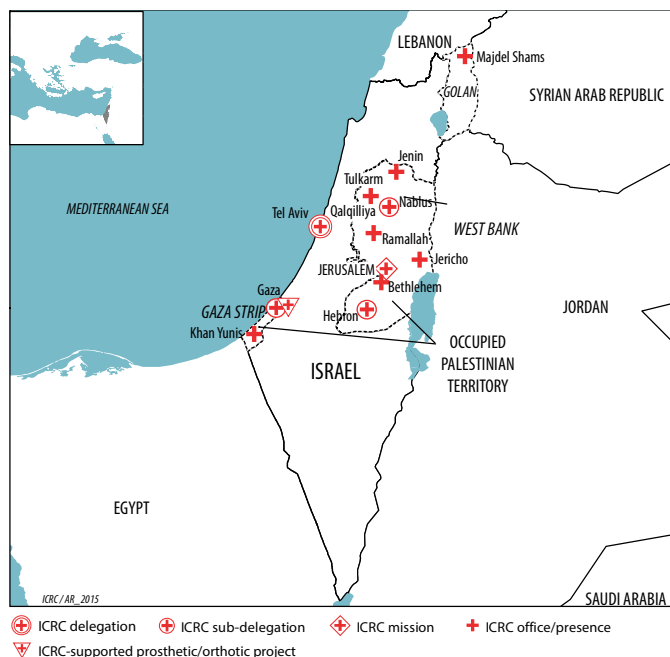 LEBANON
Majdel Shams
GOLAN
SYRIAN ARAB REPUBLIC
Jenin
Tulkarm
MEDITERRANEAN SEA
Nablus
Tel Aviv
Qalqilliya
WEST BANK
Ramallah
Jericho
JERUSALEM
Bethlehem
Gaza
GAZA STRIP
JORDAN
Hebron
Khan Yunis
OCCUPIED
PALESTINIAN
TERRITORY
ISRAEL
EGYPT
ICRC / AR_2015
SAUDI ARABIA
ICRC delegation
ICRC sub-delegation
ICRC mission
ICRC office/presence
ICRC-supported prosthetic/orthotic project